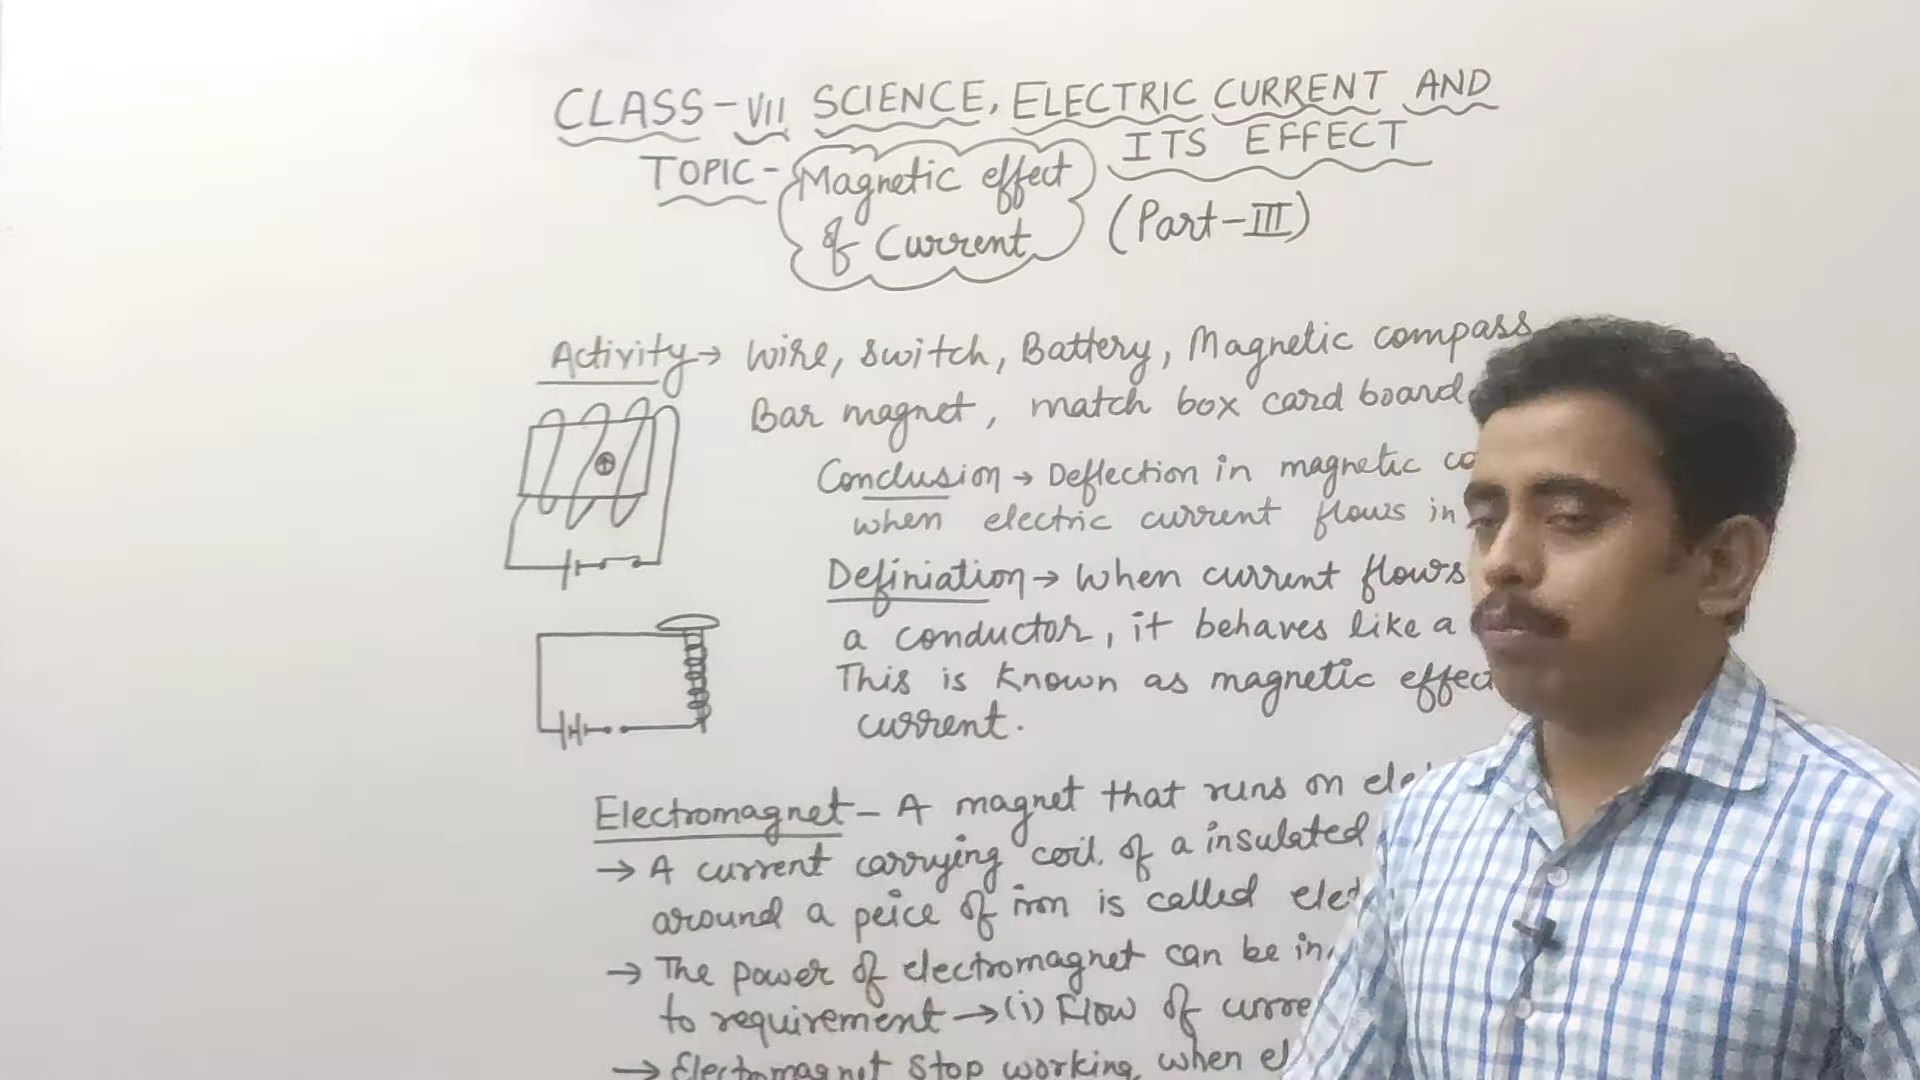 CLASS-VII SCIENCE, ELECTRIC CURRENT AND
ITS EFFECT
TOPIC- Magnetic effect
of Current (Part-III)
Activity→ Wire, switch, Battery, Magnetic compass
Bar magnet, match box card board
Conclusion → Deflection in magnetic
when electric current flows in
Definiation→ When current flows
a conductor, it behaves like a
This is known as magnetic effect
current.
Electromagnet– A magnet that runs on
→ A current carrying coil of a insulated
around a peice of iron is called
→ The power of electromagnet can be
to requirement →(i) Flow of
→ Electromagnet stop working when